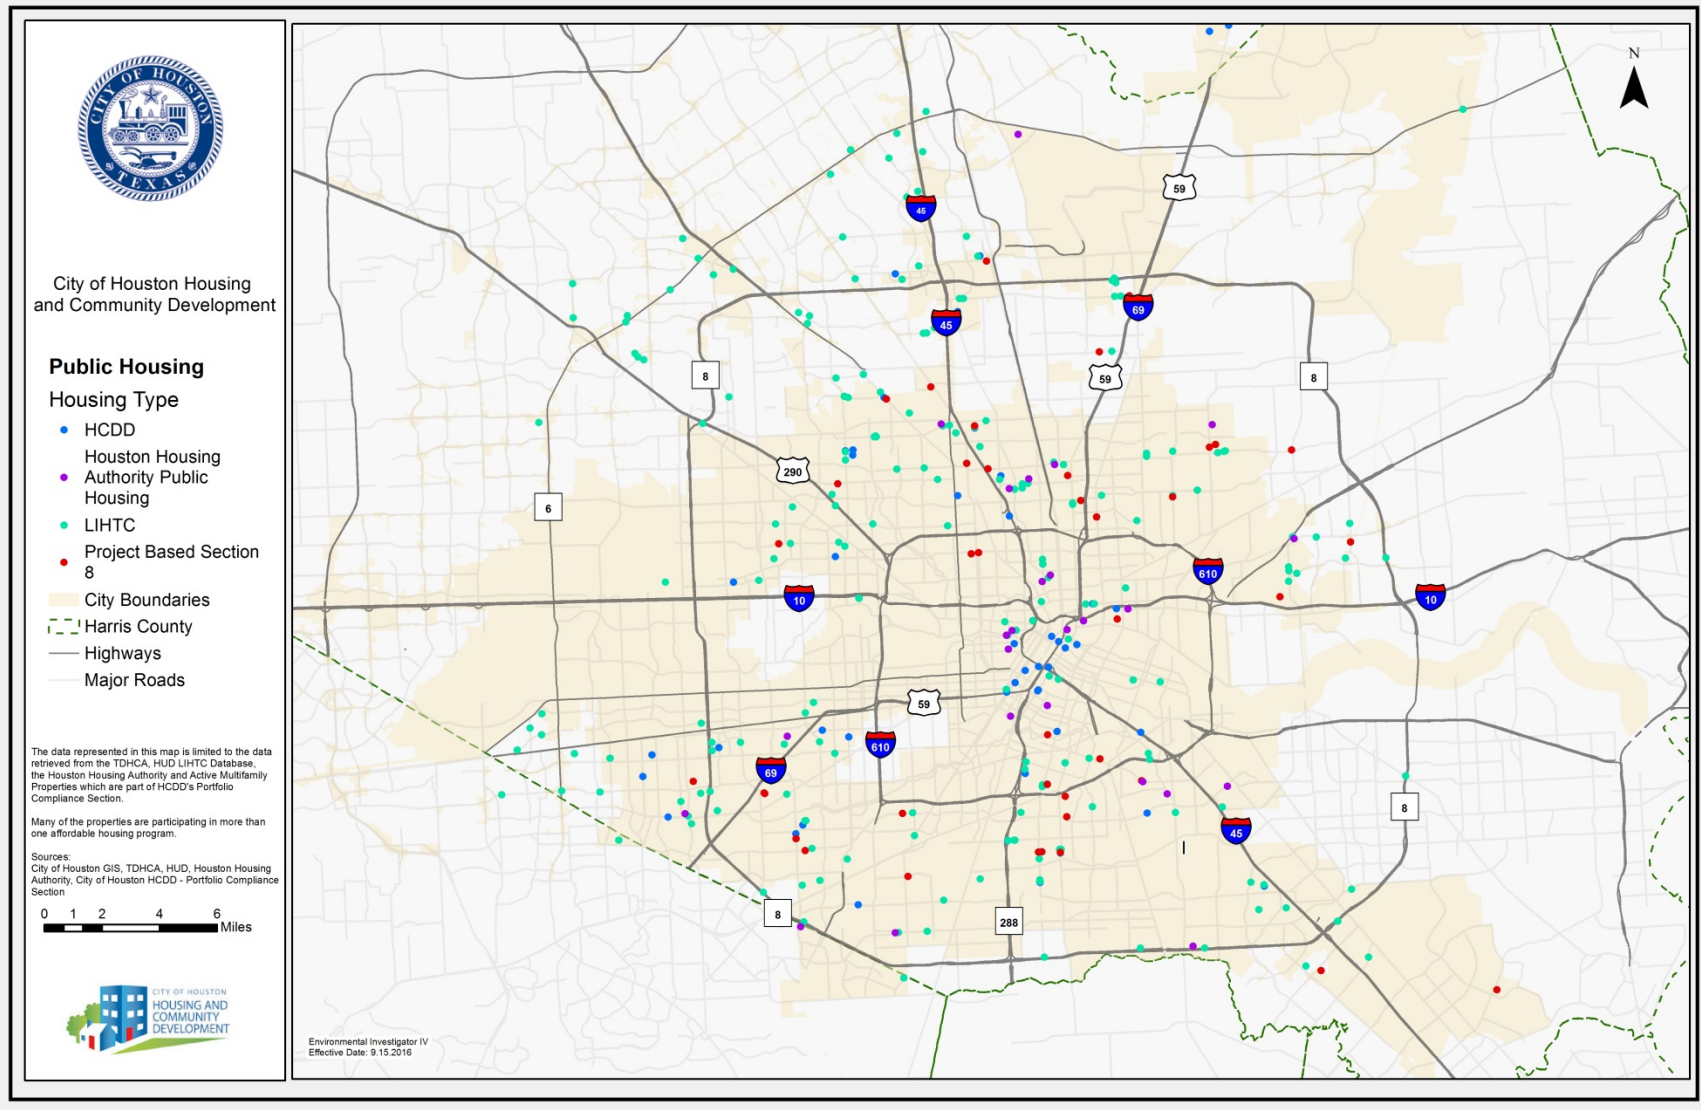 CITY OF HOUSTON
TEXAS
City of Houston Housing
and Community Development
Public Housing
Housing Type
HCDD
Houston Housing
Authority Public
Housing
LIHTC
Project Based Section
8
City Boundaries
Harris County
Highways
Major Roads
The data represented in this map is limited to the data
retrieved from the TDHCA, HUD LIHTC Database,
the Houston Housing Authority and Active Multifamily
Properties which are part of HCDD's Portfolio
Compliance Section.
Many of the properties are participating in more than
one affordable housing program.
Sources:
City of Houston GIS, TDHCA, HUD, Houston Housing
Authority, City of Houston HCDD - Portfolio Compliance
Section
0 1 2 4 6
Miles
CITY OF HOUSTON
HOUSING AND
COMMUNITY
DEVELOPMENT
N
59
45
69
45
59
8
8
290
6
610
10
10
59
610
69
8
45
8
288
Environmental Investigator IV
Effective Date: 9.15.2016